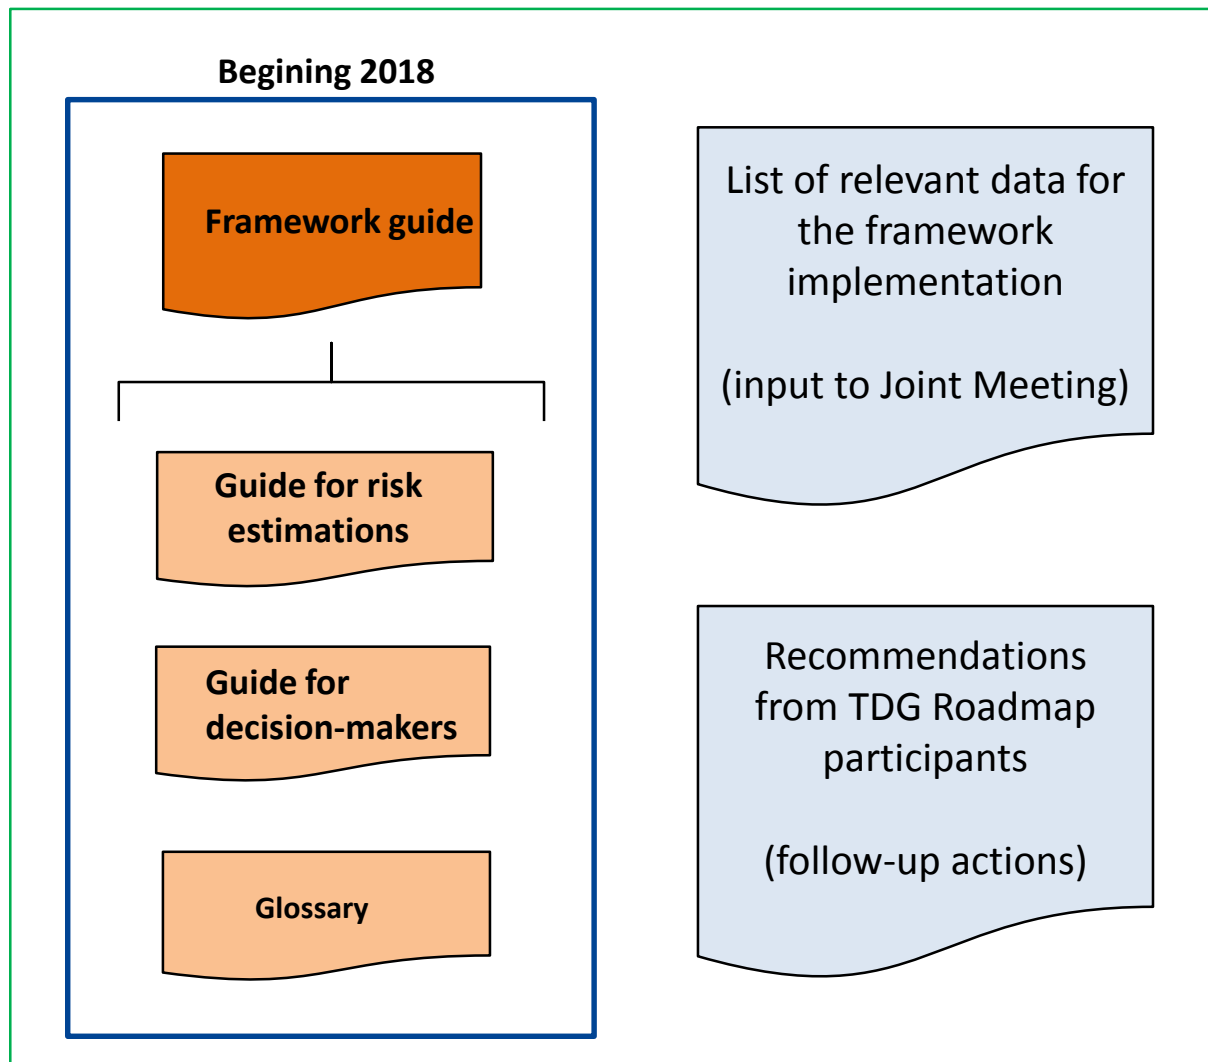 Begining 2018
Framework guide
Guide for risk
estimations
Guide for
decision-makers
Glossary
List of relevant data for
the framework
implementation
(input to Joint Meeting)
Recommendations
from TDG Roadmap
participants
(follow-up actions)